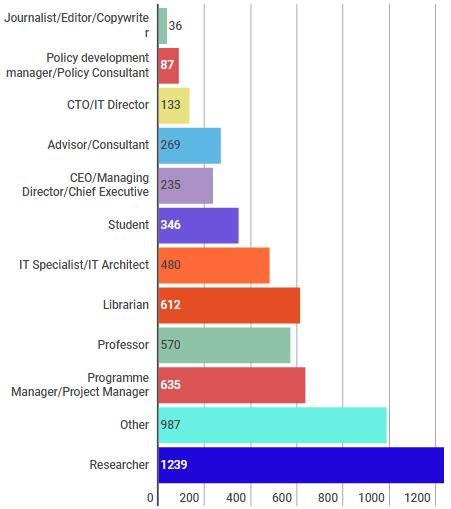 Journalist/Editor/Copywrite
r
36
Policy development
manager/Policy Consultant
87
CTO/IT Director
133
Advisor/Consultant
269
CEO/Managing
Director/Chief Executive
235
Student
346
IT Specialist/IT Architect
480
Librarian
612
Professor
570
Programme
Manager/Project Manager
635
Other
987
Researcher
1239
0 200 400 600 800 1000 1200